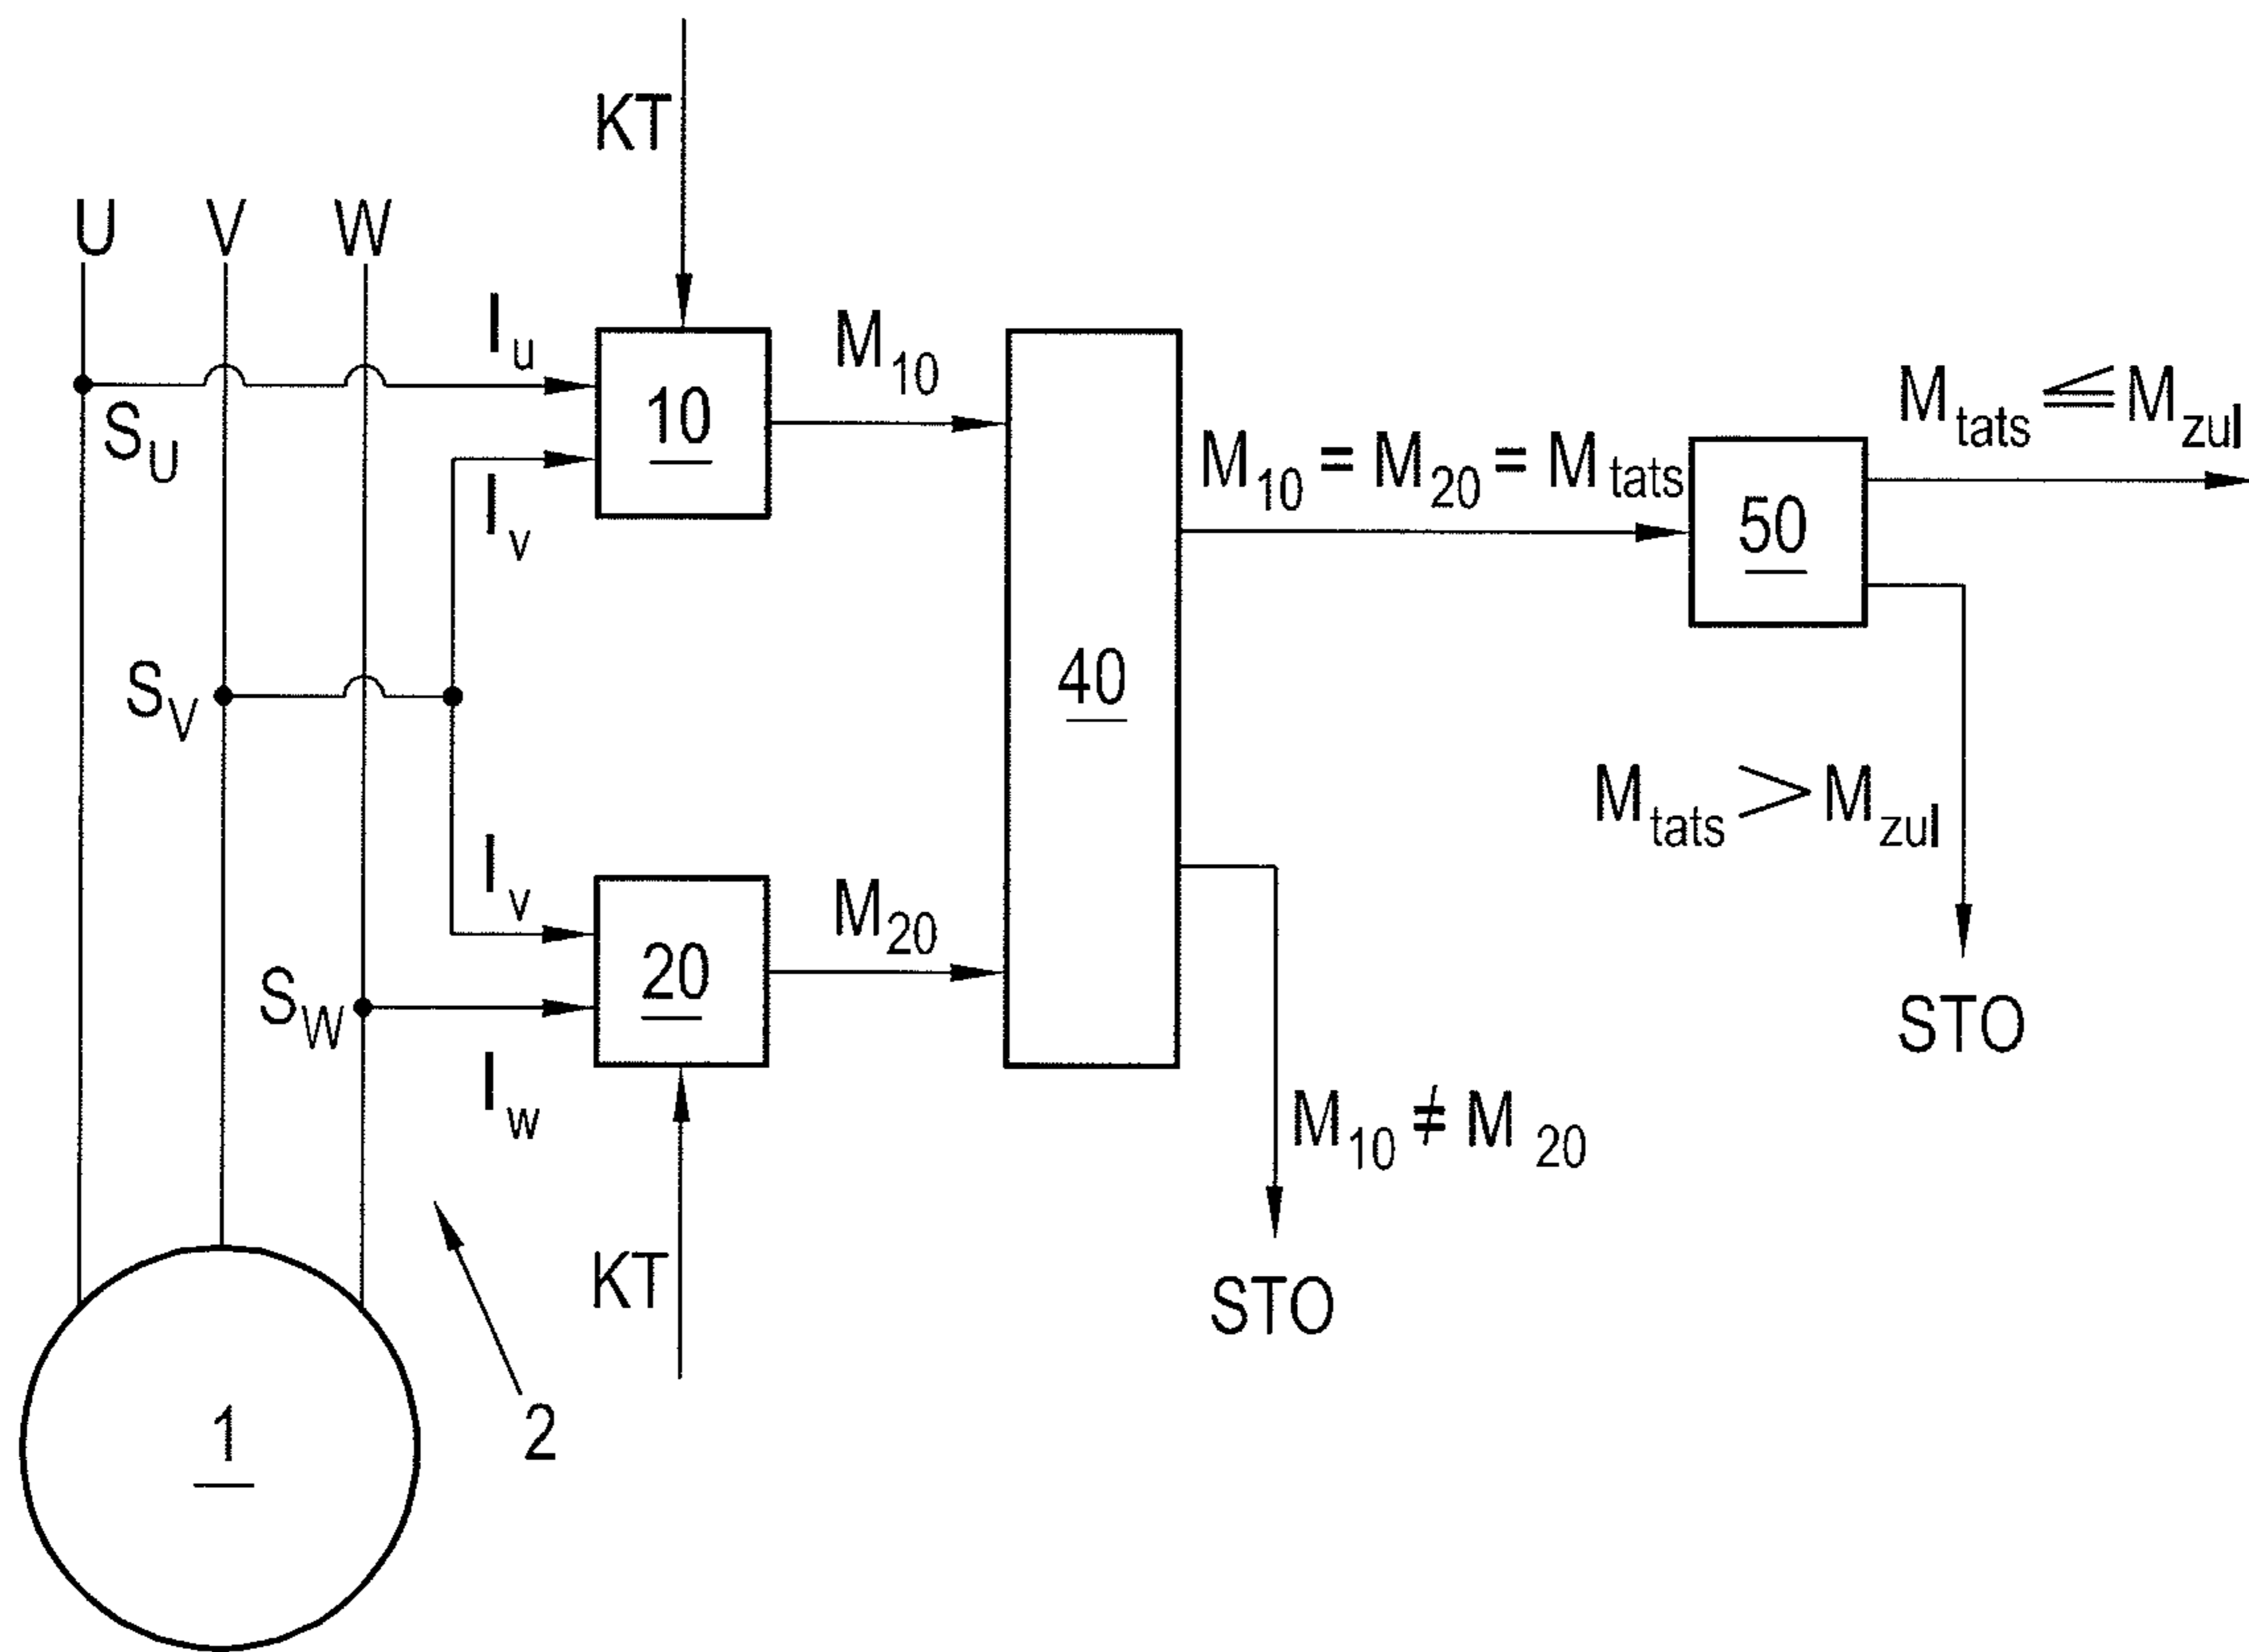 KT
U V W
I_u
M_10
S_U
10
I_v
M_tats ≦ M_zul
M_10 = M_20 = M_tats
50
S_V
40
M_tats > M_zul
I_v
M_20
20
S_W
I_w
STO
M_10 ≠ M_20
KT
STO
1
2